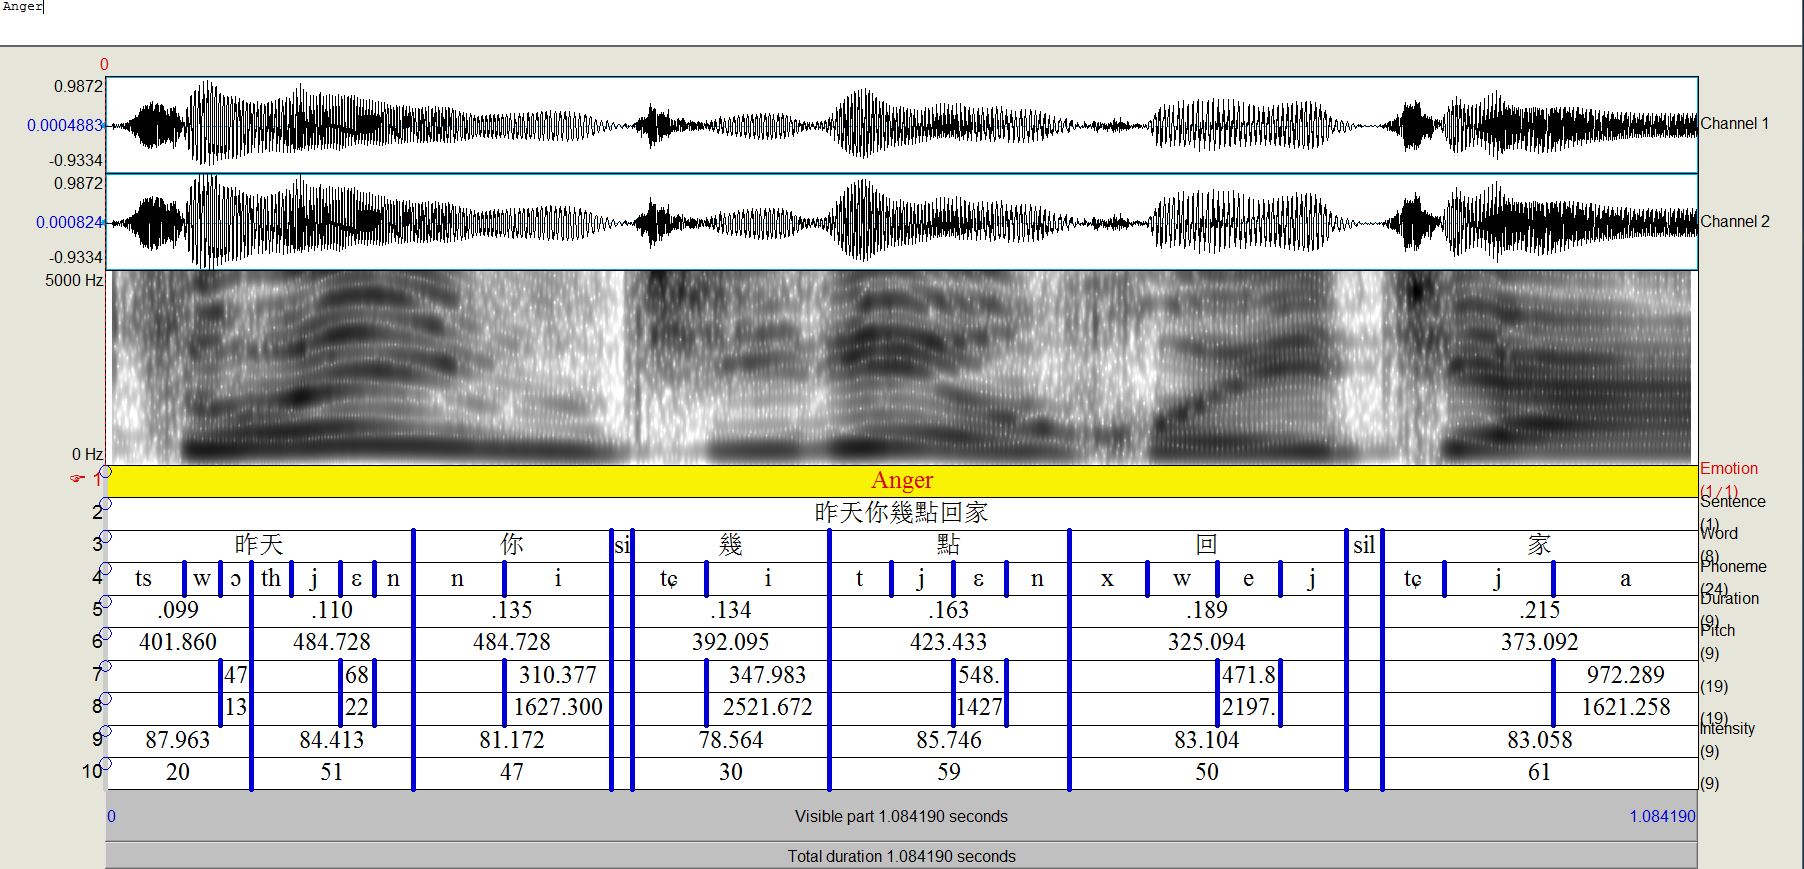 Anger
0
0.9872
0.0004883
-0.9334
Channel 1
0.9872
0.000824
-0.9334
Channel 2
5000 Hz
0 Hz
1 Anger Emotion (1/1)
2 昨天你幾點回家 Sentence (1)
3 昨天 你 sil 幾 點 回 sil 家 Word (8)
4 ts w ɔ th j ɛ n n i tɕ i t j ɛ n x w e j tɕ j a Phoneme (24)
5 .099 .110 .135 .134 .163 .189 .215 Duration (9)
6 401.860 484.728 484.728 392.095 423.433 325.094 373.092 Pitch (9)
7 47 68 310.377 347.983 548. 471.8 972.289 (19)
8 13 22 1627.300 2521.672 1427 2197. 1621.258 (19)
9 87.963 84.413 81.172 78.564 85.746 83.104 83.058 Intensity (9)
10 20 51 47 30 59 50 61 (9)
0 Visible part 1.084190 seconds 1.084190
Total duration 1.084190 seconds